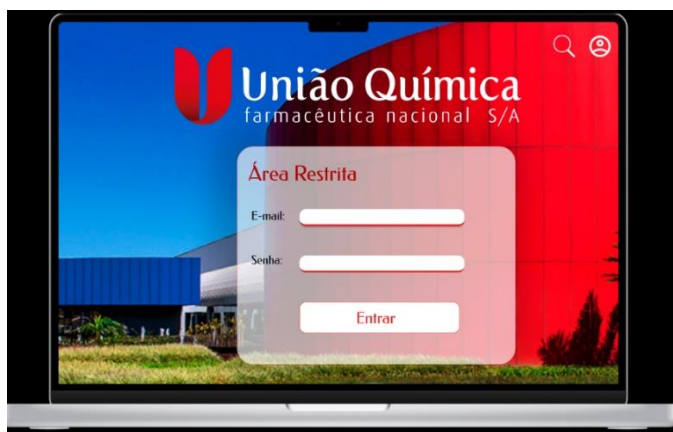 União Química
farmacêutica nacional S/A
Área Restrita
E-mail:
Senha:
Entrar